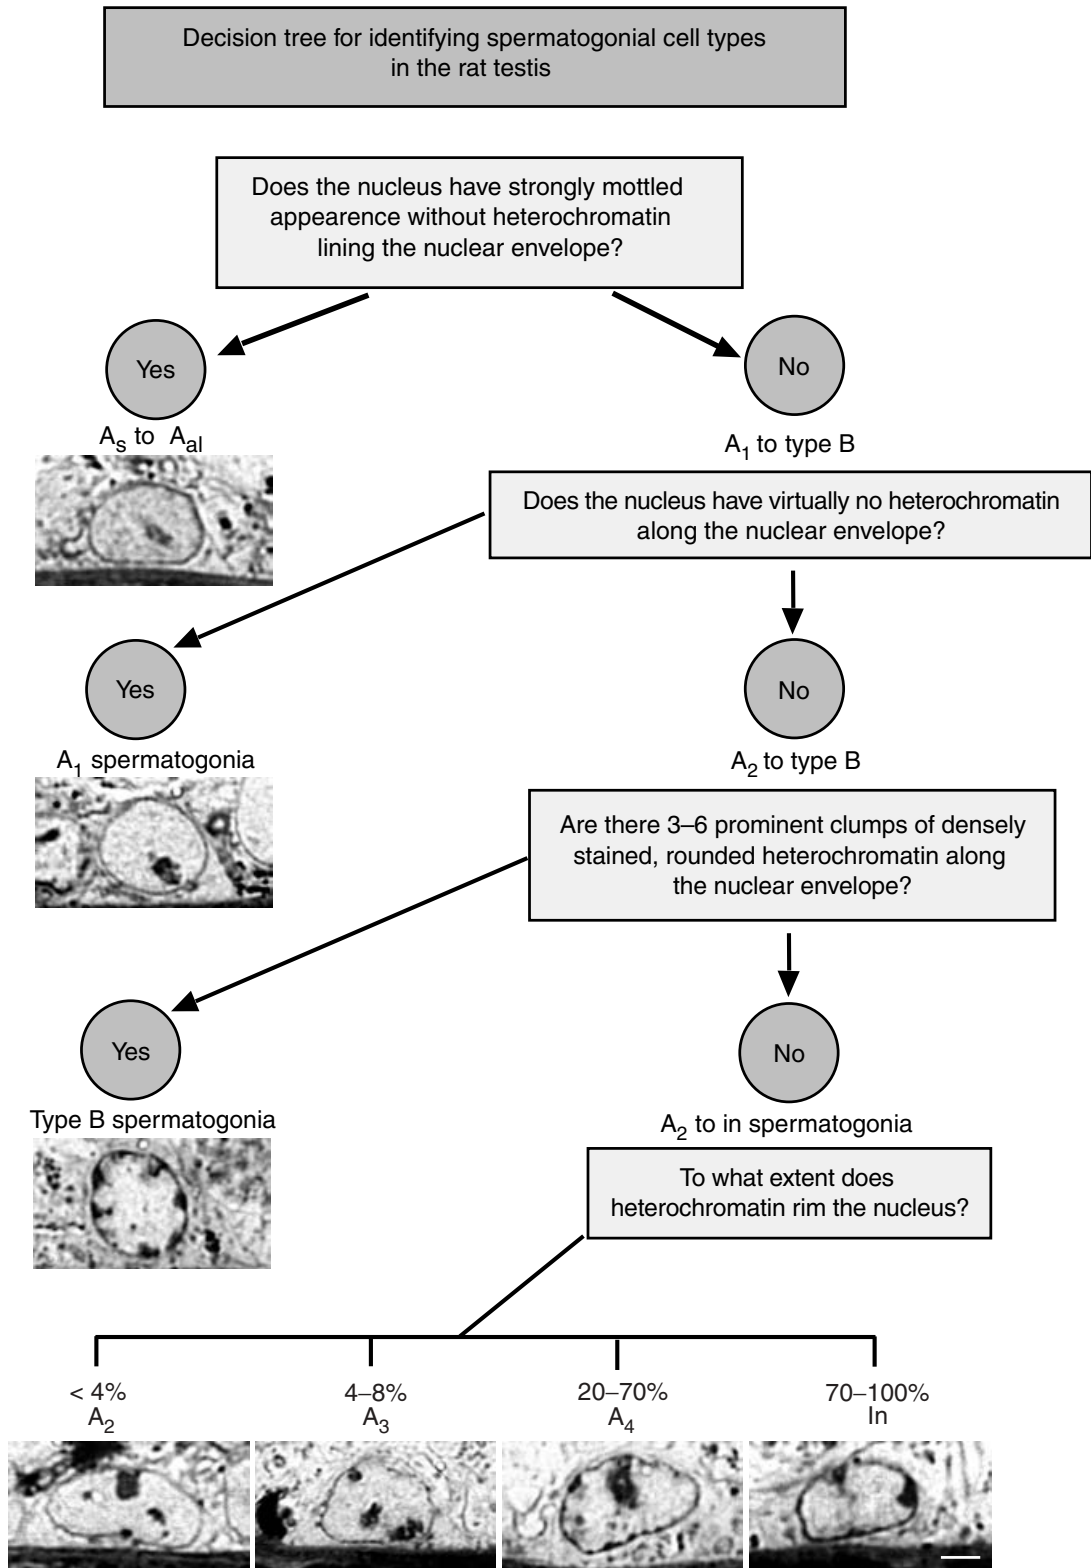 Decision tree for identifying spermatogonial cell types
in the rat testis
Does the nucleus have strongly mottled
appearence without heterochromatin
lining the nuclear envelope?
Yes
No
As to Aal
A1 to type B
Does the nucleus have virtually no heterochromatin
along the nuclear envelope?
Yes
No
A1 spermatogonia
A2 to type B
Are there 3–6 prominent clumps of densely
stained, rounded heterochromatin along
the nuclear envelope?
Yes
No
Type B spermatogonia
A2 to in spermatogonia
To what extent does
heterochromatin rim the nucleus?
< 4%
A2
4–8%
A3
20–70%
A4
70–100%
In